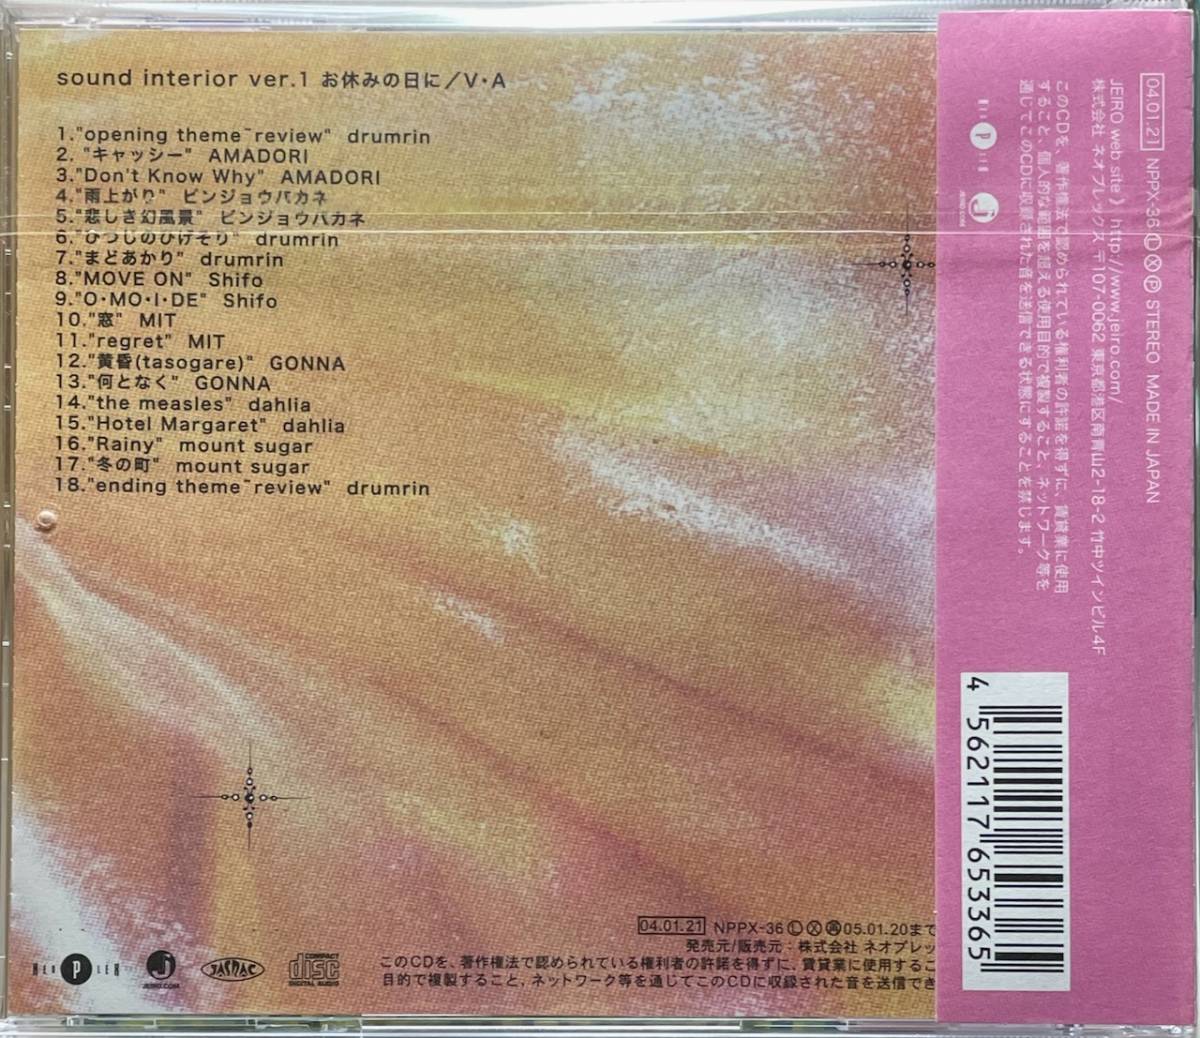 sound interior ver.1 お休みの日に／V・A
1."opening theme~review" drumrin
2. "キャッシー" AMADORI
3."Don't Know Why" AMADORI
4."雨上がり" ビンジョウバカネ
5."悲しき幻風景" ビンジョウバカネ
6."ひつじのひげそり" drumrin
7."まどあかり" drumrin
8."MOVE ON" Shifo
9."O・MO・I・DE" Shifo
10."窓" MIT
11."regret" MIT
12."黄昏(tasogare)" GONNA
13."何となく" GONNA
14."the measles" dahlia
15."Hotel Margaret" dahlia
16."Rainy" mount sugar
17."冬の町" mount sugar
18."ending theme~review" drumrin
04.01.21 NPPX-36 Ⓛ Ⓧ 再 05.01.20まで
発売元/販売元：株式会社 ネオプレッ
このCDを、著作権法で認められている権利者の許諾を得ずに、賃貸業に使用するこ
目的で複製すること、ネットワーク等を通じてこのCDに収録された音を送信でき
NEO P LEX
J
JEIRO.COM
JASRAC
COMPACT
disc
DIGITAL AUDIO
04.01.21 NPPX-36 Ⓛ Ⓧ Ⓟ STEREO MADE IN JAPAN
JEIRO web site》http://www.jeiro.com/
株式会社 ネオプレックス 〒107-0062 東京都港区南青山2-18-2 竹中ツインビル4F
このCDを、著作権法で認められている権利者の許諾を得ずに、賃貸業に使用
すること、個人的な範囲を超える使用目的で複製すること、ネットワーク等を
通じてこのCDに収録された音を送信できる状態にすることを禁じます。
NEO P LEX
J
JEIRO.COM
4 562117 653365